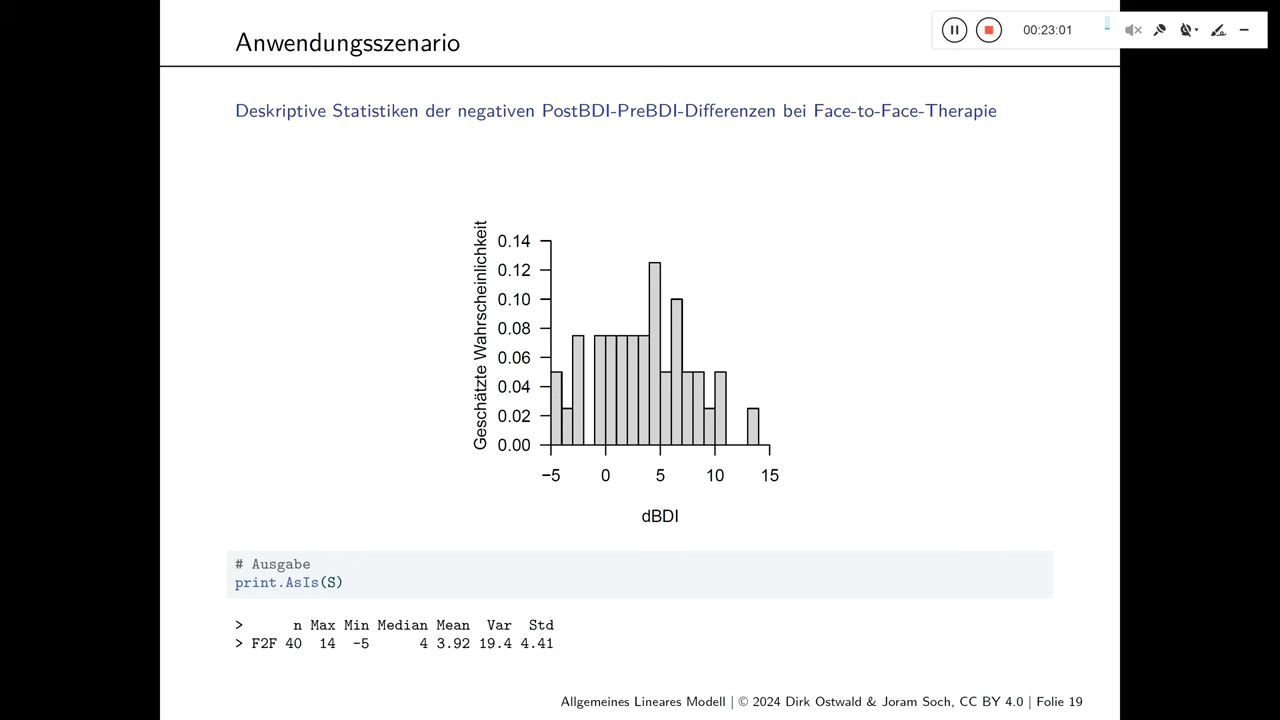 Anwendungsszenario
00:23:01
Deskriptive Statistiken der negativen PostBDI-PreBDI-Differenzen bei Face-to-Face-Therapie
Geschätzte Wahrscheinlichkeit
0.14
0.12
0.10
0.08
0.06
0.04
0.02
0.00
−5 0 5 10 15
dBDI
# Ausgabe
print.AsIs(S)
> n Max Min Median Mean Var Std
> F2F 40 14 -5 4 3.92 19.4 4.41
Allgemeines Lineares Modell | © 2024 Dirk Ostwald & Joram Soch, CC BY 4.0 | Folie 19